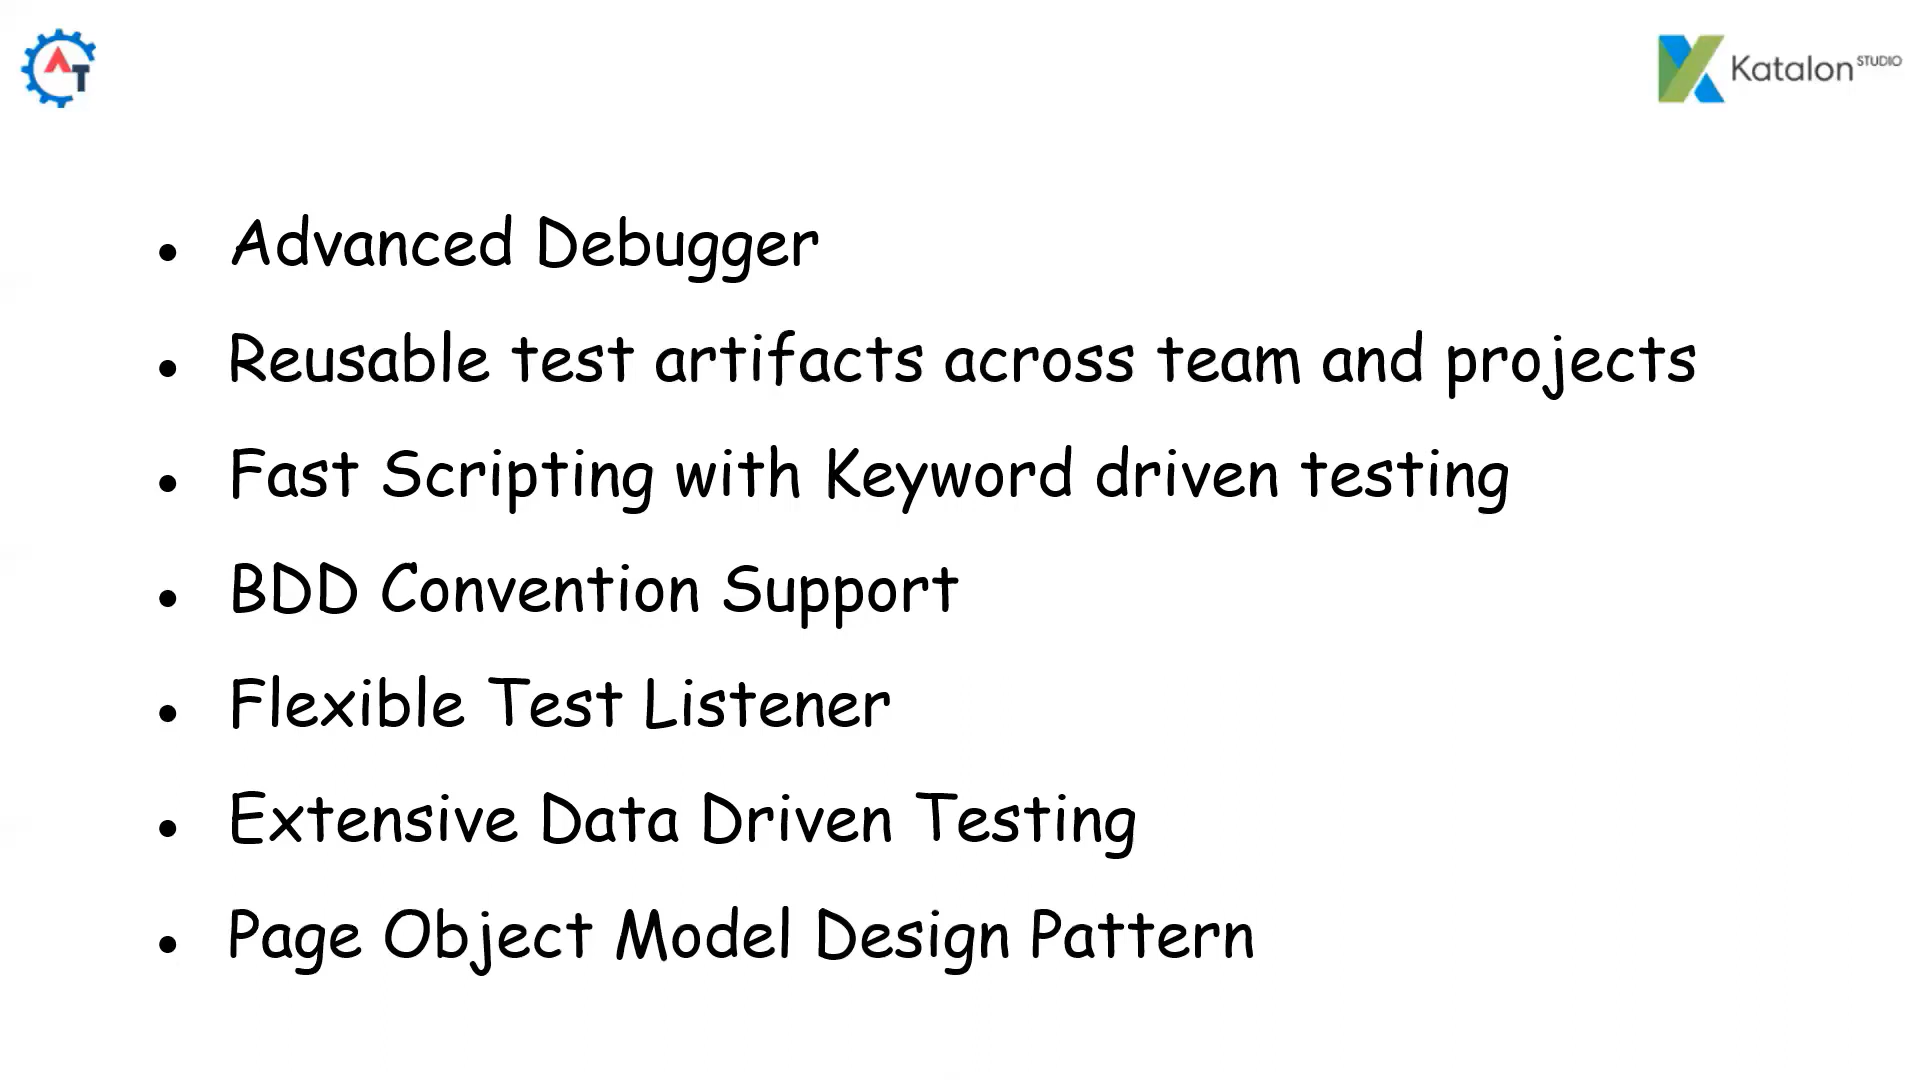 AT
Katalon STUDIO
● Advanced Debugger
● Reusable test artifacts across team and projects
● Fast Scripting with Keyword driven testing
● BDD Convention Support
● Flexible Test Listener
● Extensive Data Driven Testing
● Page Object Model Design Pattern